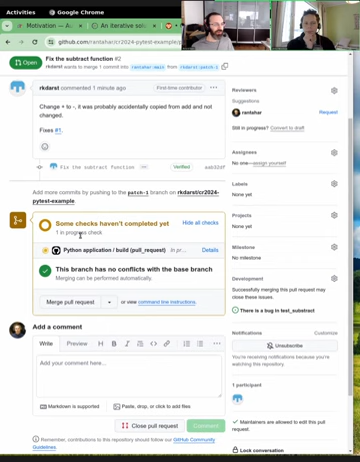 Activities
Google Chrome
Motivation —
An iterative sol
github.com/rantahar/cr2024-pytest-example/p
Open
Fix the subtract function #2
rkdarst wants to merge 1 commit into rantahar:main from rkdarst:patch-1
rkdarst commented 1 minute ago
First-time contributor
Change + to -, it was probably accidentally copied from add and not
changed.
Fixes #1.
Fix the subtract function
Verified
Add more commits by pushing to the patch-1 branch on rkdarst/cr2024-
pytest-example.
Some checks haven't completed yet
Hide all checks
1 in progress check
Python application / build (pull_request)
In pr...
Details
This branch has no conflicts with the base branch
Merging can be performed automatically.
Merge pull request
or view command line instructions.
Add a comment
Write
Preview
H B I
Add your comment here...
Markdown is supported
Paste, drop, or click to add files
Close pull request
Comment
Remember, contributions to this repository should follow our GitHub Community
Guidelines.
Reviewers
Suggestions
rantahar
Request
Still in progress? Convert to draft
Assignees
No one—assign yourself
Labels
None yet
Projects
None yet
Milestone
No milestone
Development
Successfully merging this pull request may
close these issues.
There is a bug in test_substract
Notifications
Customize
Unsubscribe
You're receiving notifications because you're
watching this repository.
1 participant
Maintainers are allowed to edit this pull
request.
Lock conversation